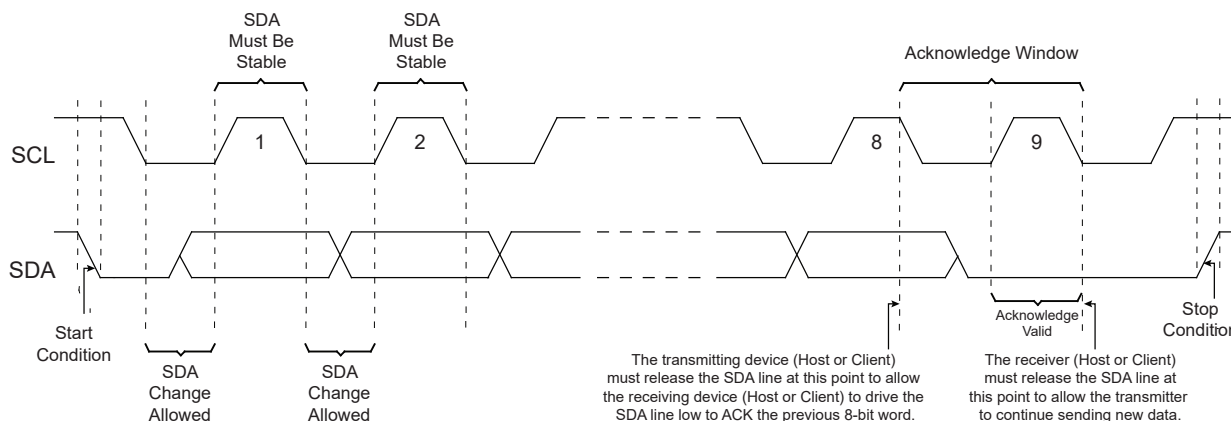 SDA
Must Be
Stable
SDA
Must Be
Stable
Acknowledge Window
SCL
1
2
8
9
SDA
Start
Condition
SDA
Change
Allowed
SDA
Change
Allowed
Acknowledge
Valid
Stop
Condition
The transmitting device (Host or Client)
must release the SDA line at this point to allow
the receiving device (Host or Client) to drive the
SDA line low to ACK the previous 8-bit word.
The receiver (Host or Client)
must release the SDA line at
this point to allow the transmitter
to continue sending new data.